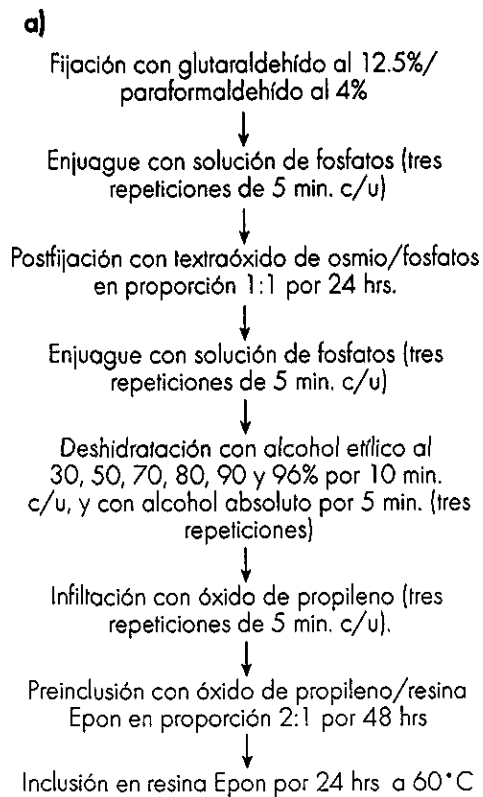 a)
Fijación con glutaraldehído al 12.5%/
paraformaldehído al 4%
Enjuague con solución de fosfatos (tres
repeticiones de 5 min. c/u)
Postfijación con textraóxido de osmio/fosfatos
en proporción 1:1 por 24 hrs.
Enjuague con solución de fosfatos (tres
repeticiones de 5 min. c/u)
Deshidratación con alcohol etílico al
30, 50, 70, 80, 90 y 96% por 10 min.
c/u, y con alcohol absoluto por 5 min. (tres
repeticiones)
Infiltación con óxido de propileno (tres
repeticiones de 5 min. c/u).
Preinclusión con óxido de propileno/resina
Epon en proporción 2:1 por 48 hrs
Inclusión en resina Epon por 24 hrs a 60°C